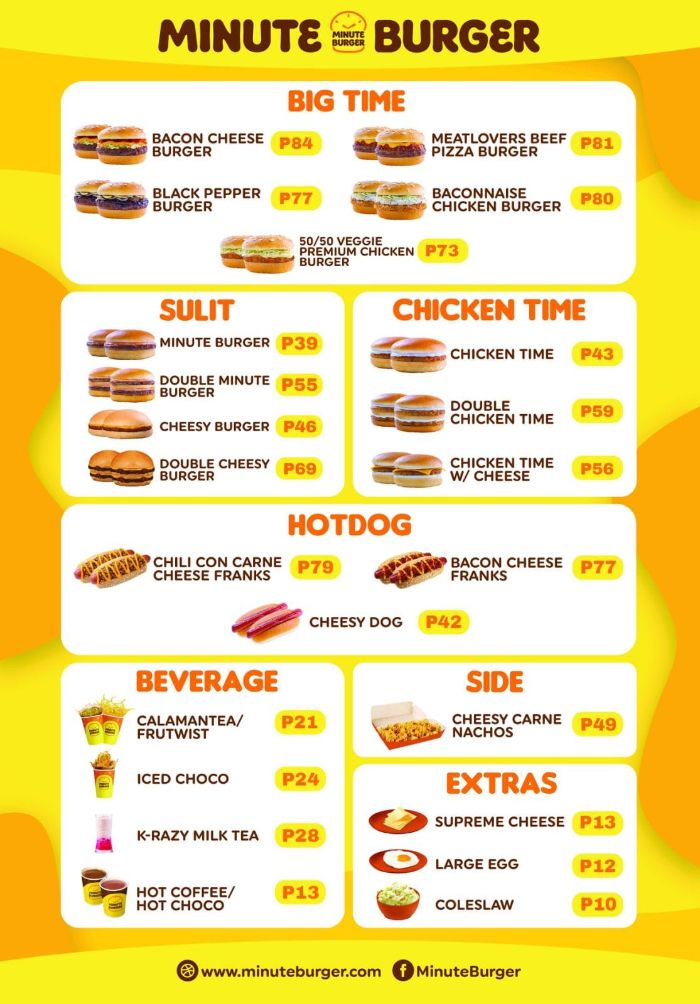 MINUTE BURGER
MINUTE
BURGER
BIG TIME
BACON CHEESE
BURGER
P84
MEATLOVERS BEEF
PIZZA BURGER
P81
BLACK PEPPER
BURGER
P77
BACONNAISE
CHICKEN BURGER
P80
50/50 VEGGIE
PREMIUM CHICKEN
BURGER
P73
SULIT
MINUTE BURGER P39
DOUBLE MINUTE
BURGER
P55
CHEESY BURGER P46
DOUBLE CHEESY
BURGER
P69
CHICKEN TIME
CHICKEN TIME P43
DOUBLE
CHICKEN TIME
P59
CHICKEN TIME
W/ CHEESE
P56
HOTDOG
CHILI CON CARNE
CHEESE FRANKS
P79
BACON CHEESE
FRANKS
P77
CHEESY DOG P42
BEVERAGE
CALAMANTEA/
FRUTWIST
P21
ICED CHOCO P24
K-RAZY MILK TEA P28
HOT COFFEE/
HOT CHOCO
P13
SIDE
CHEESY CARNE
NACHOS
P49
EXTRAS
SUPREME CHEESE P13
LARGE EGG P12
COLESLAW P10
www.minuteburger.com MinuteBurger